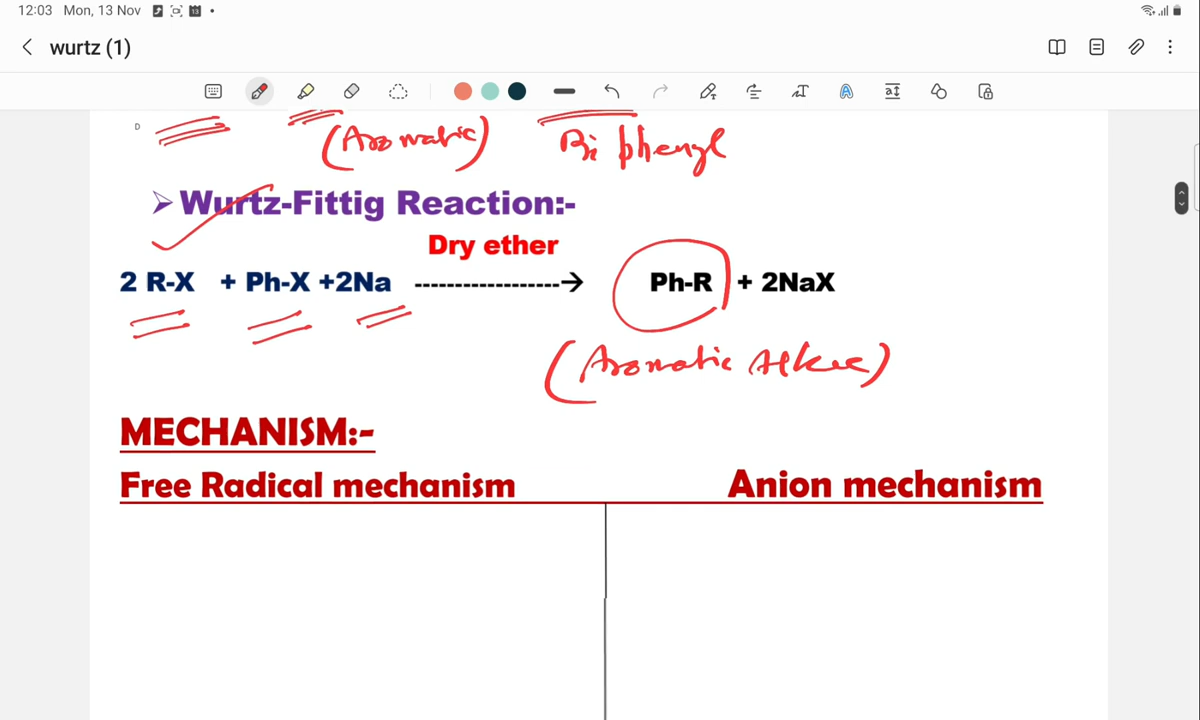 12:03 Mon, 13 Nov
wurtz (1)
(Aromatic) Bi phenyl
➢ Wurtz-Fittig Reaction:-
Dry ether
2 R-X + Ph-X +2Na ------------------→ Ph-R + 2NaX
(Aromatic
MECHANISM:-
Free Radical mechanism Anion mechanism